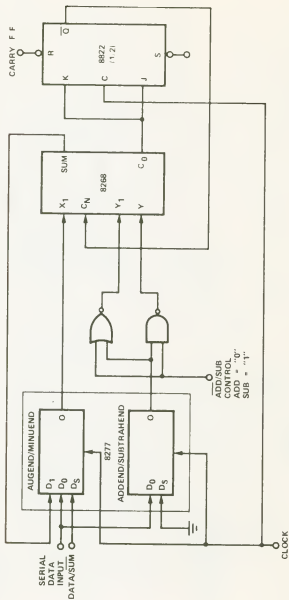 CARRY F F
Q
R
8822
(1 2)
S
K
C
J
SUM
8268
C0
X1
CN
Y1
Y
AUGEND/MINUEND
D1
D0
DS
O
8277
ADDEND/SUBTRAHEND
D0
DS
O
SERIAL
DATA
INPUT
DATA/SUM
ADD/SUB
CONTROL
ADD = "0"
SUB = "1"
CLOCK